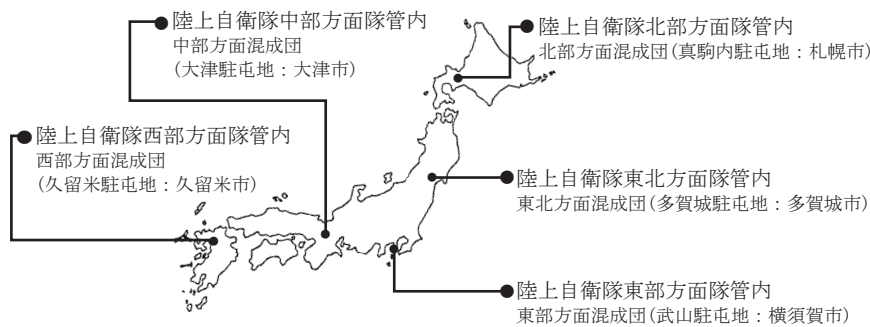 陸上自衛隊中部方面隊管内
中部方面混成団
(大津駐屯地：大津市)
陸上自衛隊北部方面隊管内
北部方面混成団(真駒内駐屯地：札幌市)
陸上自衛隊西部方面隊管内
西部方面混成団
(久留米駐屯地：久留米市)
陸上自衛隊東北方面隊管内
東北方面混成団(多賀城駐屯地：多賀城市)
陸上自衛隊東部方面隊管内
東部方面混成団(武山駐屯地：横須賀市)